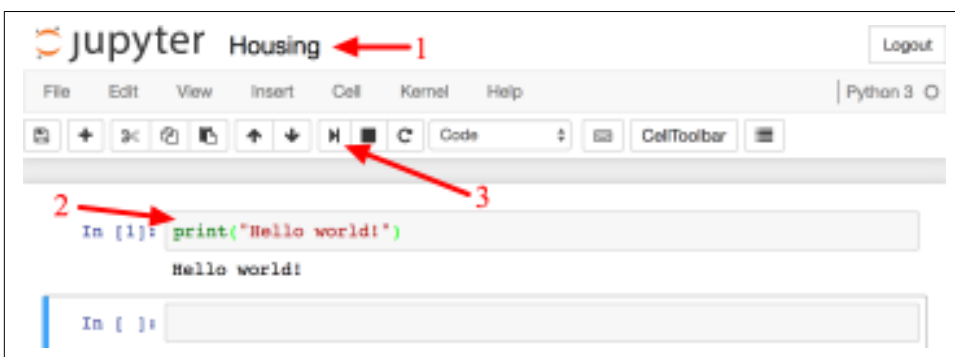 jupyter Housing 1 Logout
File Edit View Insert Cell Kernel Help Python 3
Code CellToolbar
3
2
In [1]: print("Hello world!")
Hello world!
In [ ]: